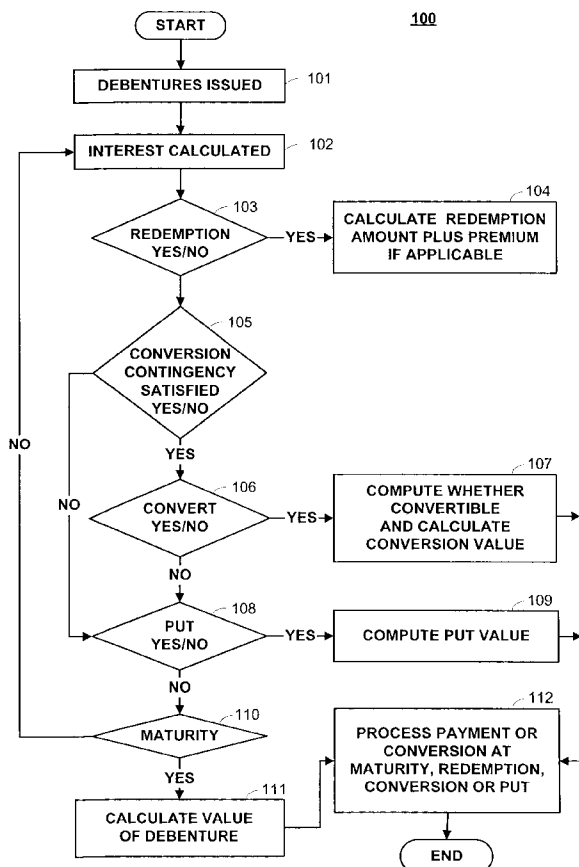 START
100
DEBENTURES ISSUED
101
INTEREST CALCULATED
102
103
REDEMPTION
YES/NO
YES
104
CALCULATE REDEMPTION
AMOUNT PLUS PREMIUM
IF APPLICABLE
105
CONVERSION
CONTINGENCY
SATISFIED
YES/NO
NO
NO
YES
106
CONVERT
YES/NO
YES
107
COMPUTE WHETHER
CONVERTIBLE
AND CALCULATE
CONVERSION VALUE
NO
108
PUT
YES/NO
YES
109
COMPUTE PUT VALUE
NO
110
MATURITY
YES
111
CALCULATE VALUE
OF DEBENTURE
112
PROCESS PAYMENT OR
CONVERSION AT
MATURITY, REDEMPTION,
CONVERSION OR PUT
END